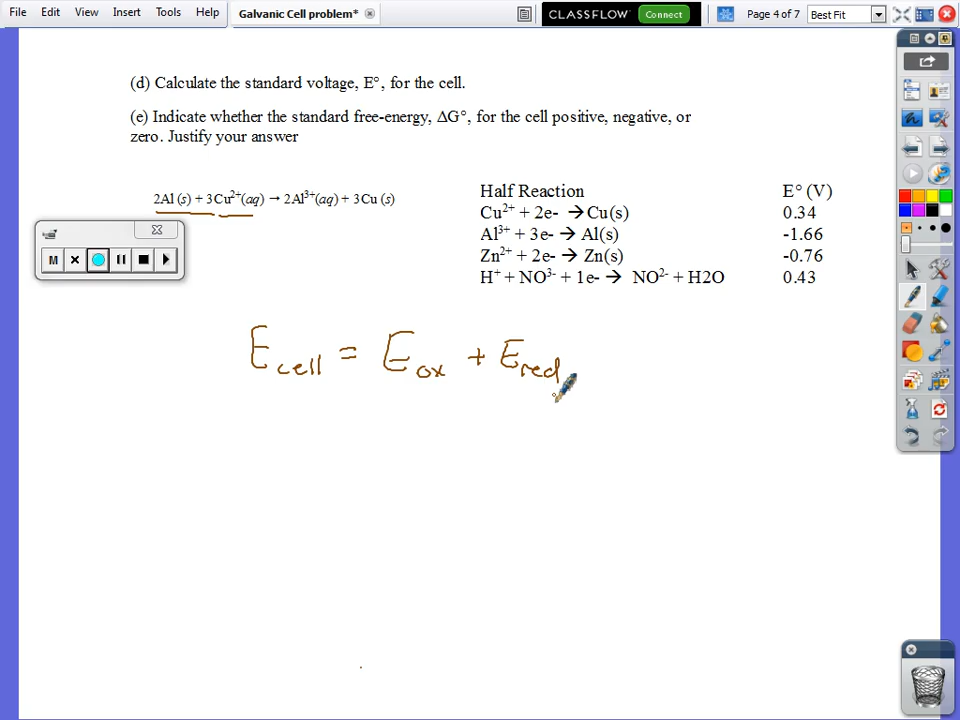 File Edit View Insert Tools Help Galvanic Cell problem* CLASSFLOW Connect Page 4 of 7 Best Fit
(d) Calculate the standard voltage, E°, for the cell.
(e) Indicate whether the standard free-energy, ΔG°, for the cell positive, negative, or
zero. Justify your answer
2Al (s) + 3Cu²⁺(aq) → 2Al³⁺(aq) + 3Cu (s)
Half Reaction E° (V)
Cu²⁺ + 2e- → Cu(s) 0.34
Al³⁺ + 3e- → Al(s) -1.66
Zn²⁺ + 2e- → Zn(s) -0.76
H⁺ + NO³⁻ + 1e- → NO²⁻ + H2O 0.43
M
E cell = E ox + E red